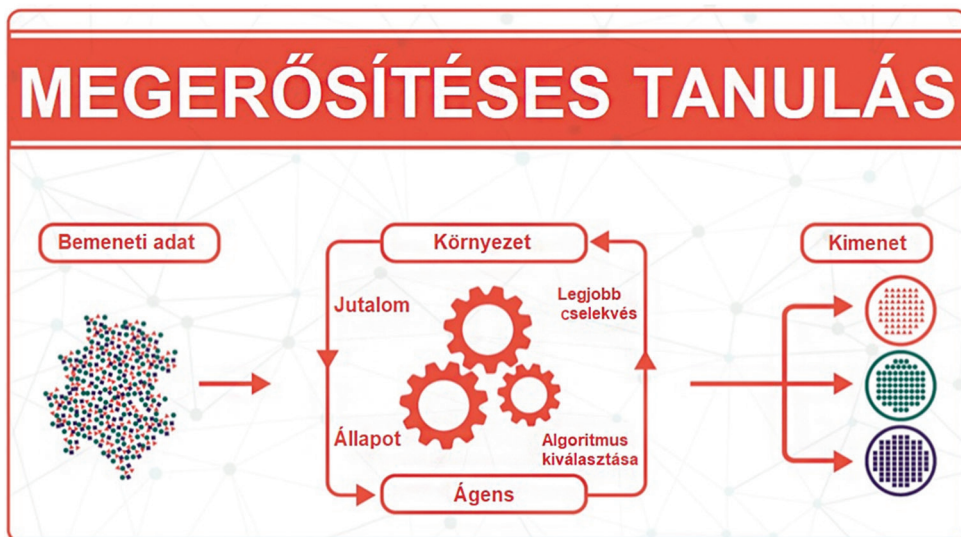 MEGERŐSÍTÉSES TANULÁS
Bemeneti adat
Környezet
Kimenet
Jutalom
Legjobb
cselekvés
Állapot
Algoritmus
kiválasztása
Ágens